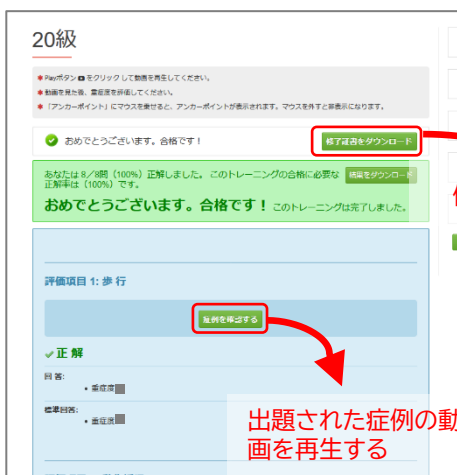 20級
✱ Playボタン をクリックして動画を再生してください。
✱ 動画を見た後、重症度を評価してください。
✱ 「アンカーポイント」にマウスを乗せると、アンカーポイントが表示されます。マウスを外すと非表示になります。
おめでとうございます。合格です！
修了証書をダウンロード
あなたは 8／8問（100%）正解しました。 このトレーニングの合格に必要な
正解率は（100%）です。
結果をダウンロード
おめでとうございます。合格です！ このトレーニングは完了しました。
評価項目 1: 歩 行
症例を確認する
正 解
回 答:
• 重症度
標準回答:
• 重症度
出題された症例の動
画を再生する